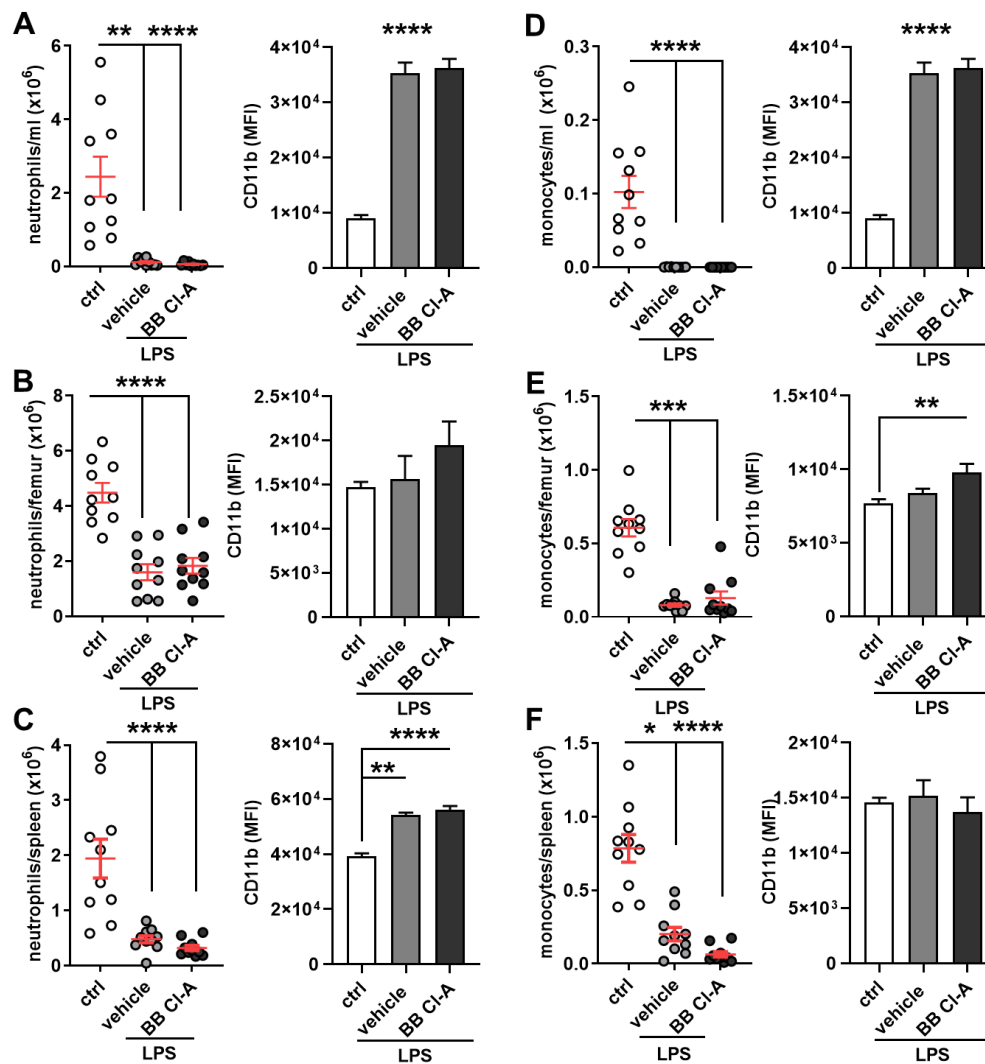 A
** ****
neutrophils/ml (x10⁶)
6
4
2
0
ctrl
vehicle
BB Cl-A
LPS
****
CD11b (MFI)
4×10⁴
3×10⁴
2×10⁴
1×10⁴
0
ctrl
vehicle
BB Cl-A
LPS
D
****
monocytes/ml (x10⁶)
0.3
0.2
0.1
0.0
ctrl
vehicle
BB Cl-A
LPS
****
CD11b (MFI)
4×10⁴
3×10⁴
2×10⁴
1×10⁴
0
ctrl
vehicle
BB Cl-A
LPS
B
****
neutrophils/femur (x10⁶)
8
6
4
2
0
ctrl
vehicle
BB Cl-A
LPS
CD11b (MFI)
2.5×10⁴
2×10⁴
1.5×10⁴
1×10⁴
5×10³
0
ctrl
vehicle
BB Cl-A
LPS
E
***
monocytes/femur (x10⁶)
1.5
1.0
0.5
0.0
ctrl
vehicle
BB Cl-A
LPS
**
CD11b (MFI)
1.5×10⁴
1×10⁴
5×10³
0
ctrl
vehicle
BB Cl-A
LPS
C
****
neutrophils/spleen (x10⁶)
4
3
2
1
0
ctrl
vehicle
BB Cl-A
LPS
****
**
CD11b (MFI)
8×10⁴
6×10⁴
4×10⁴
2×10⁴
0
ctrl
vehicle
BB Cl-A
LPS
F
* ****
monocytes/spleen (x10⁶)
1.5
1.0
0.5
0.0
ctrl
vehicle
BB Cl-A
LPS
CD11b (MFI)
2×10⁴
1.5×10⁴
1×10⁴
5×10³
0
ctrl
vehicle
BB Cl-A
LPS